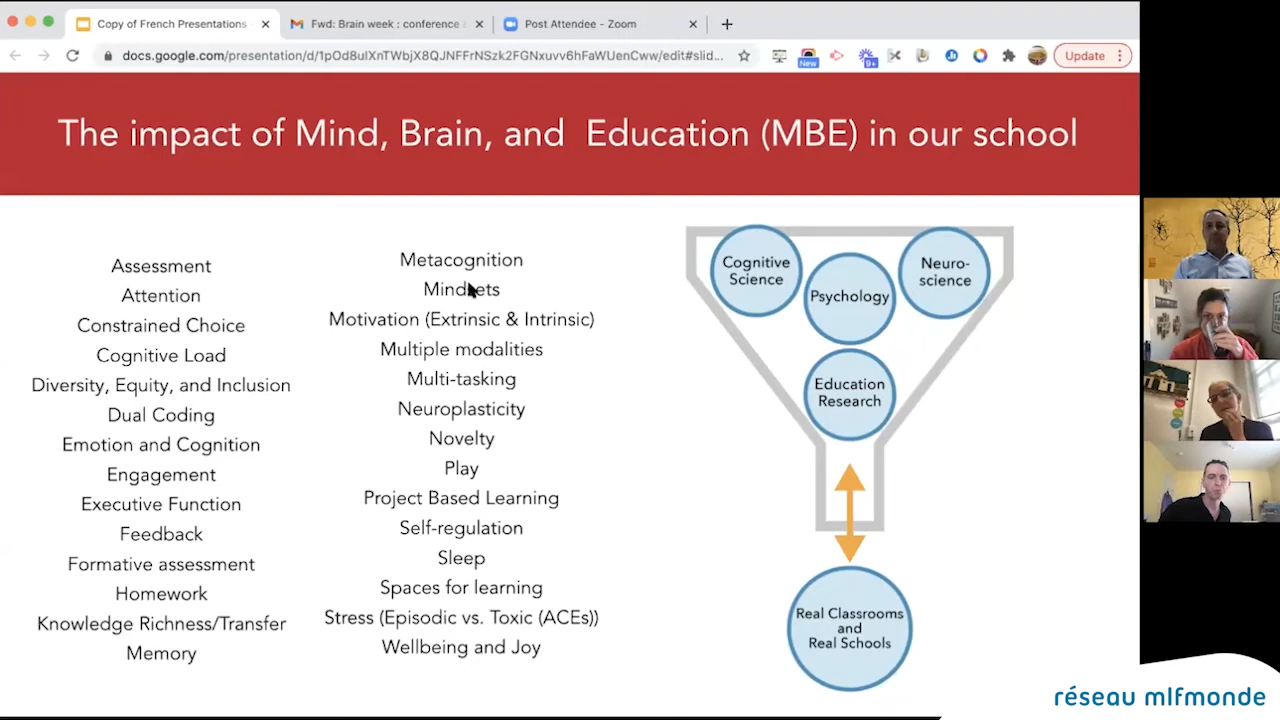 Copy of French Presentations
Fwd: Brain week : conference
Post Attendee - Zoom
docs.google.com/presentation/d/1pOd8uIXnTWbjX8QJNFFrNSzk2FGNxuvv6hFaWUenCww/edit#slid...
New
9+
Update
The impact of Mind, Brain, and Education (MBE) in our school
Assessment
Attention
Constrained Choice
Cognitive Load
Diversity, Equity, and Inclusion
Dual Coding
Emotion and Cognition
Engagement
Executive Function
Feedback
Formative assessment
Homework
Knowledge Richness/Transfer
Memory
Metacognition
Mindsets
Motivation (Extrinsic & Intrinsic)
Multiple modalities
Multi-tasking
Neuroplasticity
Novelty
Play
Project Based Learning
Self-regulation
Sleep
Spaces for learning
Stress (Episodic vs. Toxic (ACEs))
Wellbeing and Joy
Cognitive
Science
Psychology
Neuro-
science
Education
Research
Real Classrooms
and
Real Schools
réseau mlfmonde